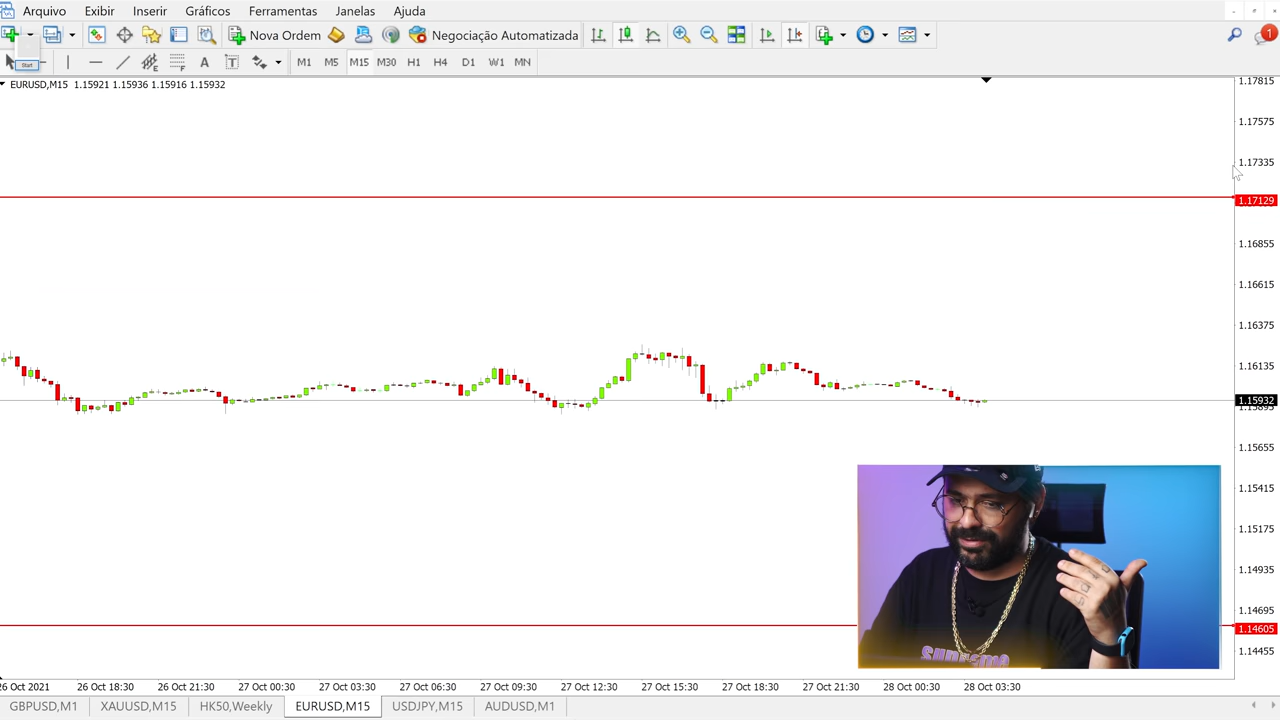 Arquivo Exibir Inserir Gráficos Ferramentas Janelas Ajuda
Nova Ordem Negociação Automatizada 1
Start A T M1 M5 M15 M30 H1 H4 D1 W1 MN
EURUSD,M15 1.15921 1.15936 1.15916 1.15932
1.17815
1.17575
1.17335
1.17129
1.16855
1.16615
1.16375
1.16135
1.15932
1.15895
1.15655
1.15415
1.15175
1.14935
1.14695
1.14605
1.14455
26 Oct 2021 26 Oct 18:30 26 Oct 21:30 27 Oct 00:30 27 Oct 03:30 27 Oct 06:30 27 Oct 09:30 27 Oct 12:30 27 Oct 15:30 27 Oct 18:30 27 Oct 21:30 28 Oct 00:30 28 Oct 03:30
GBPUSD,M1 XAUUSD,M15 HK50,Weekly EURUSD,M15 USDJPY,M15 AUDUSD,M1